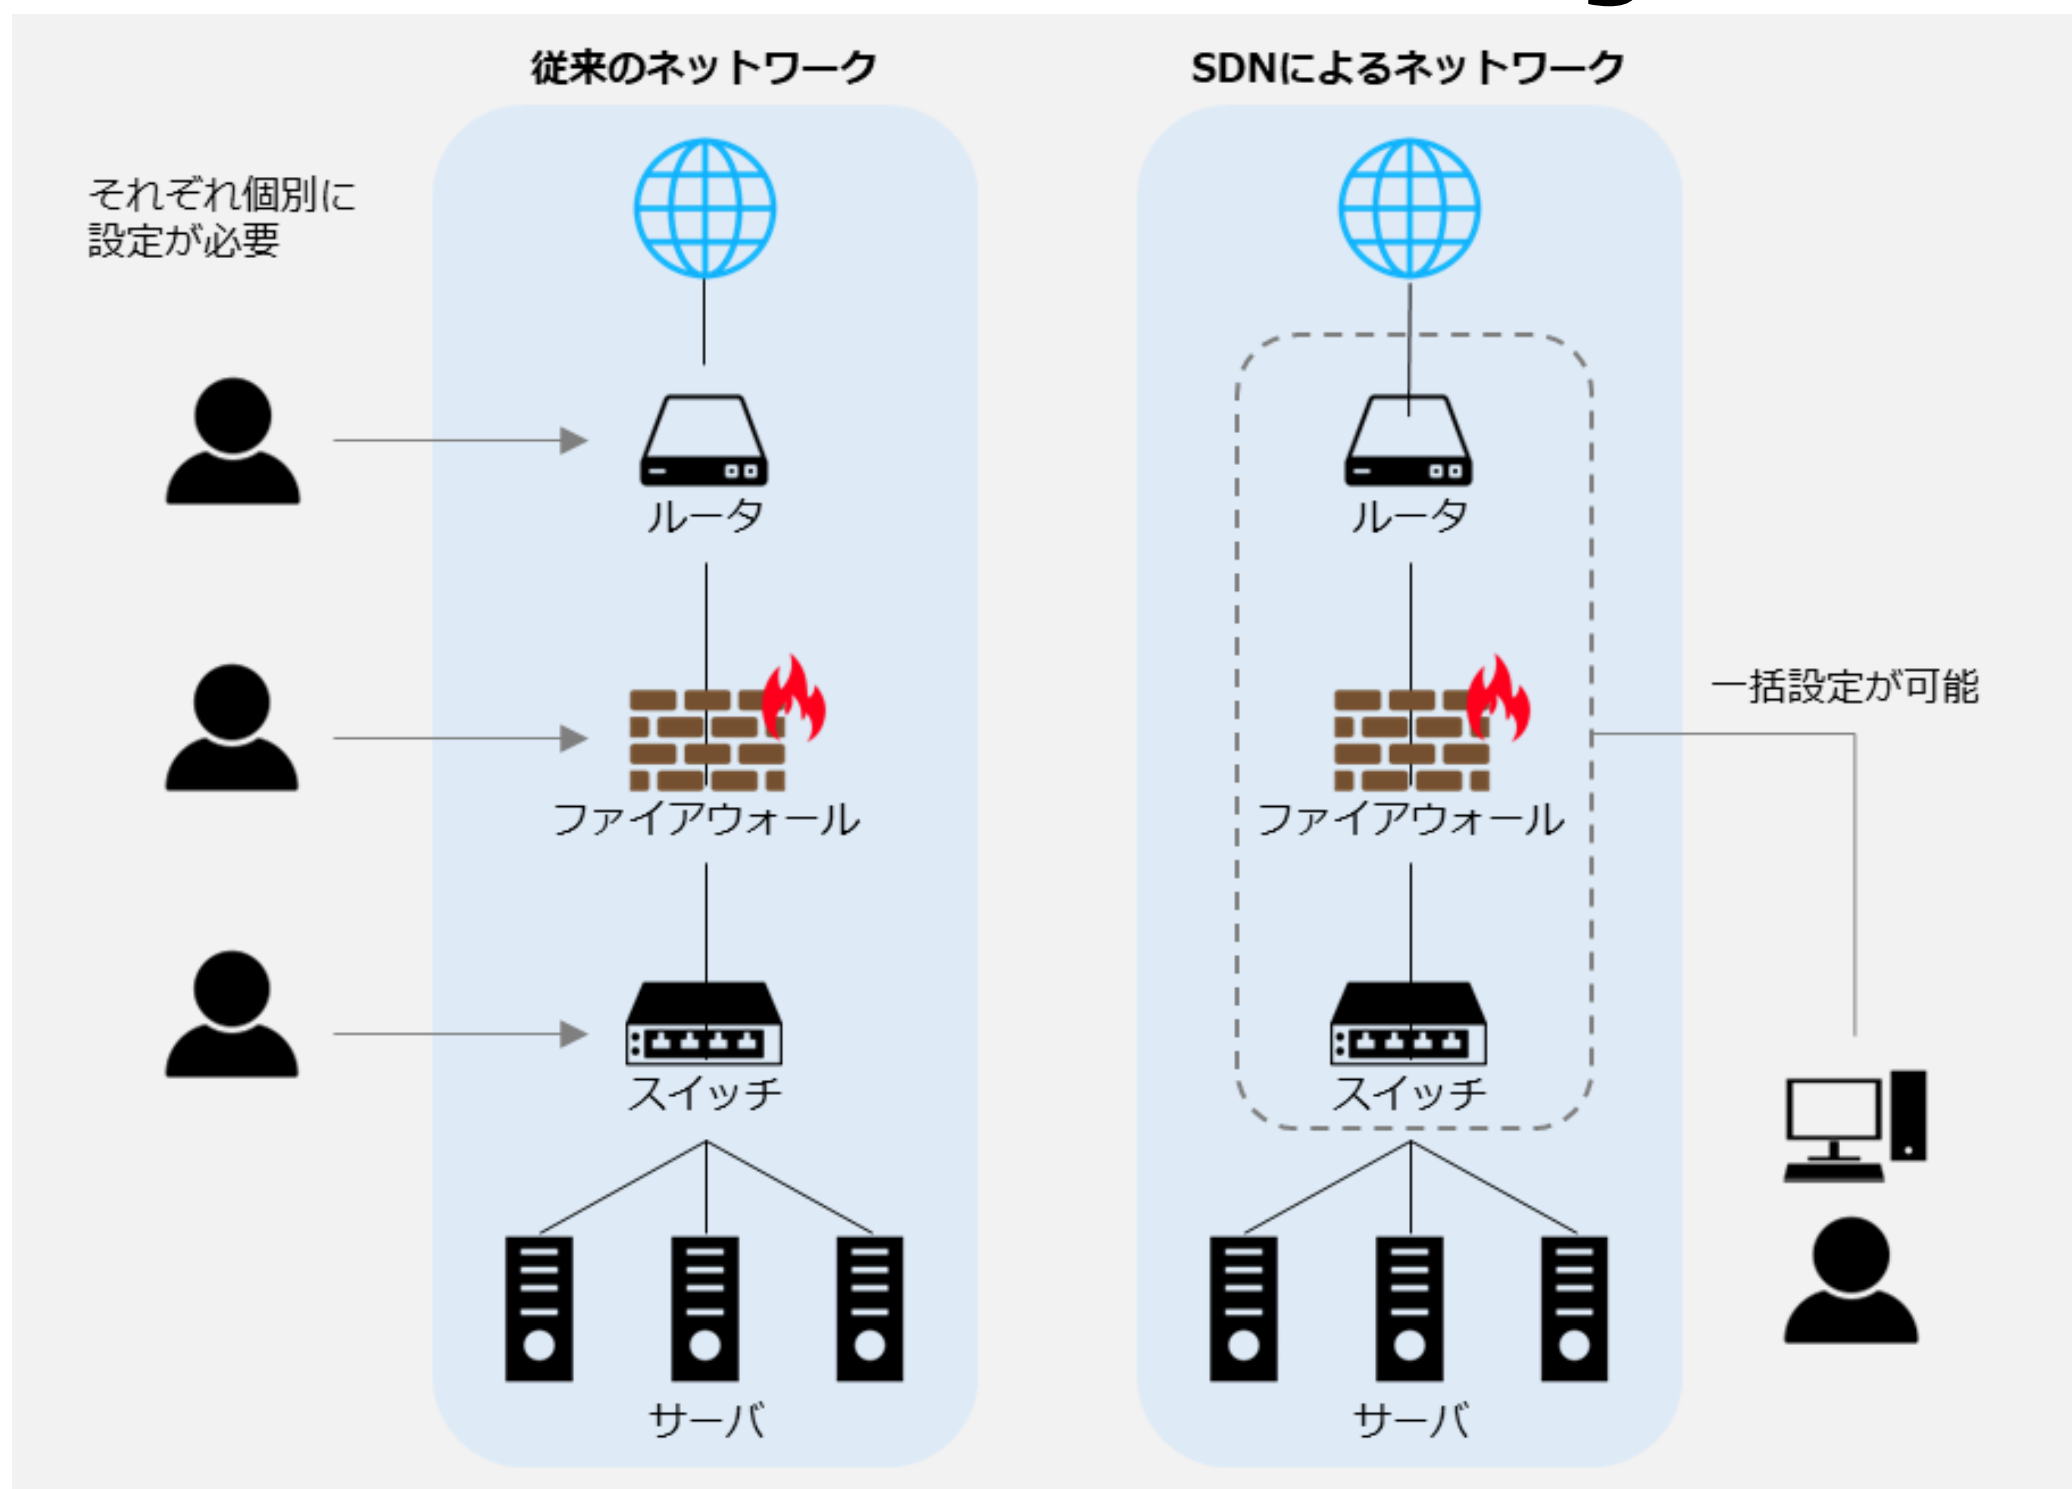 従来のネットワーク
それぞれ個別に
設定が必要
ルータ
ファイアウォール
スイッチ
サーバ
SDNによるネットワーク
ルータ
ファイアウォール
スイッチ
サーバ
一括設定が可能